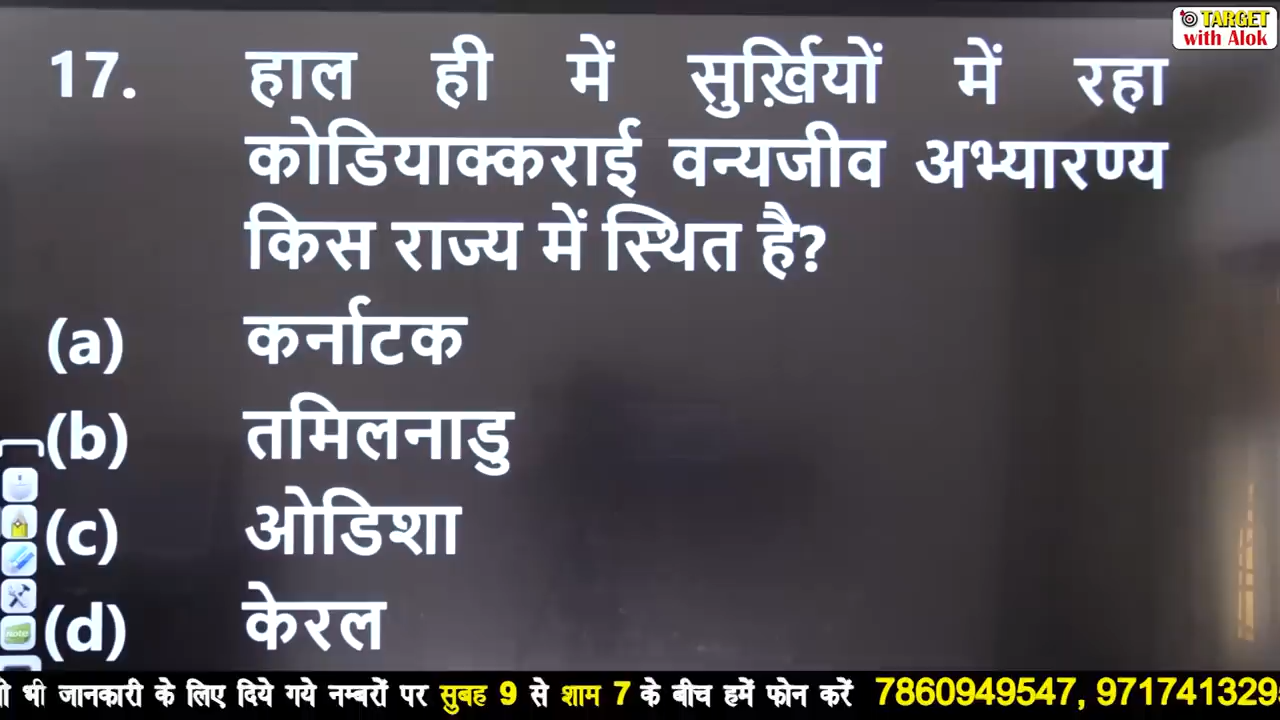 TARGET
with Alok
17. हाल ही में सुर्ख़ियों में रहा
कोडियाक्कराई वन्यजीव अभ्यारण्य
किस राज्य में स्थित है?
(a) कर्नाटक
(b) तमिलनाडु
(c) ओडिशा
(d) केरल
भी जानकारी के लिए दिये गये नम्बरों पर सुबह 9 से शाम 7 के बीच हमें फोन करें 7860949547, 971741329